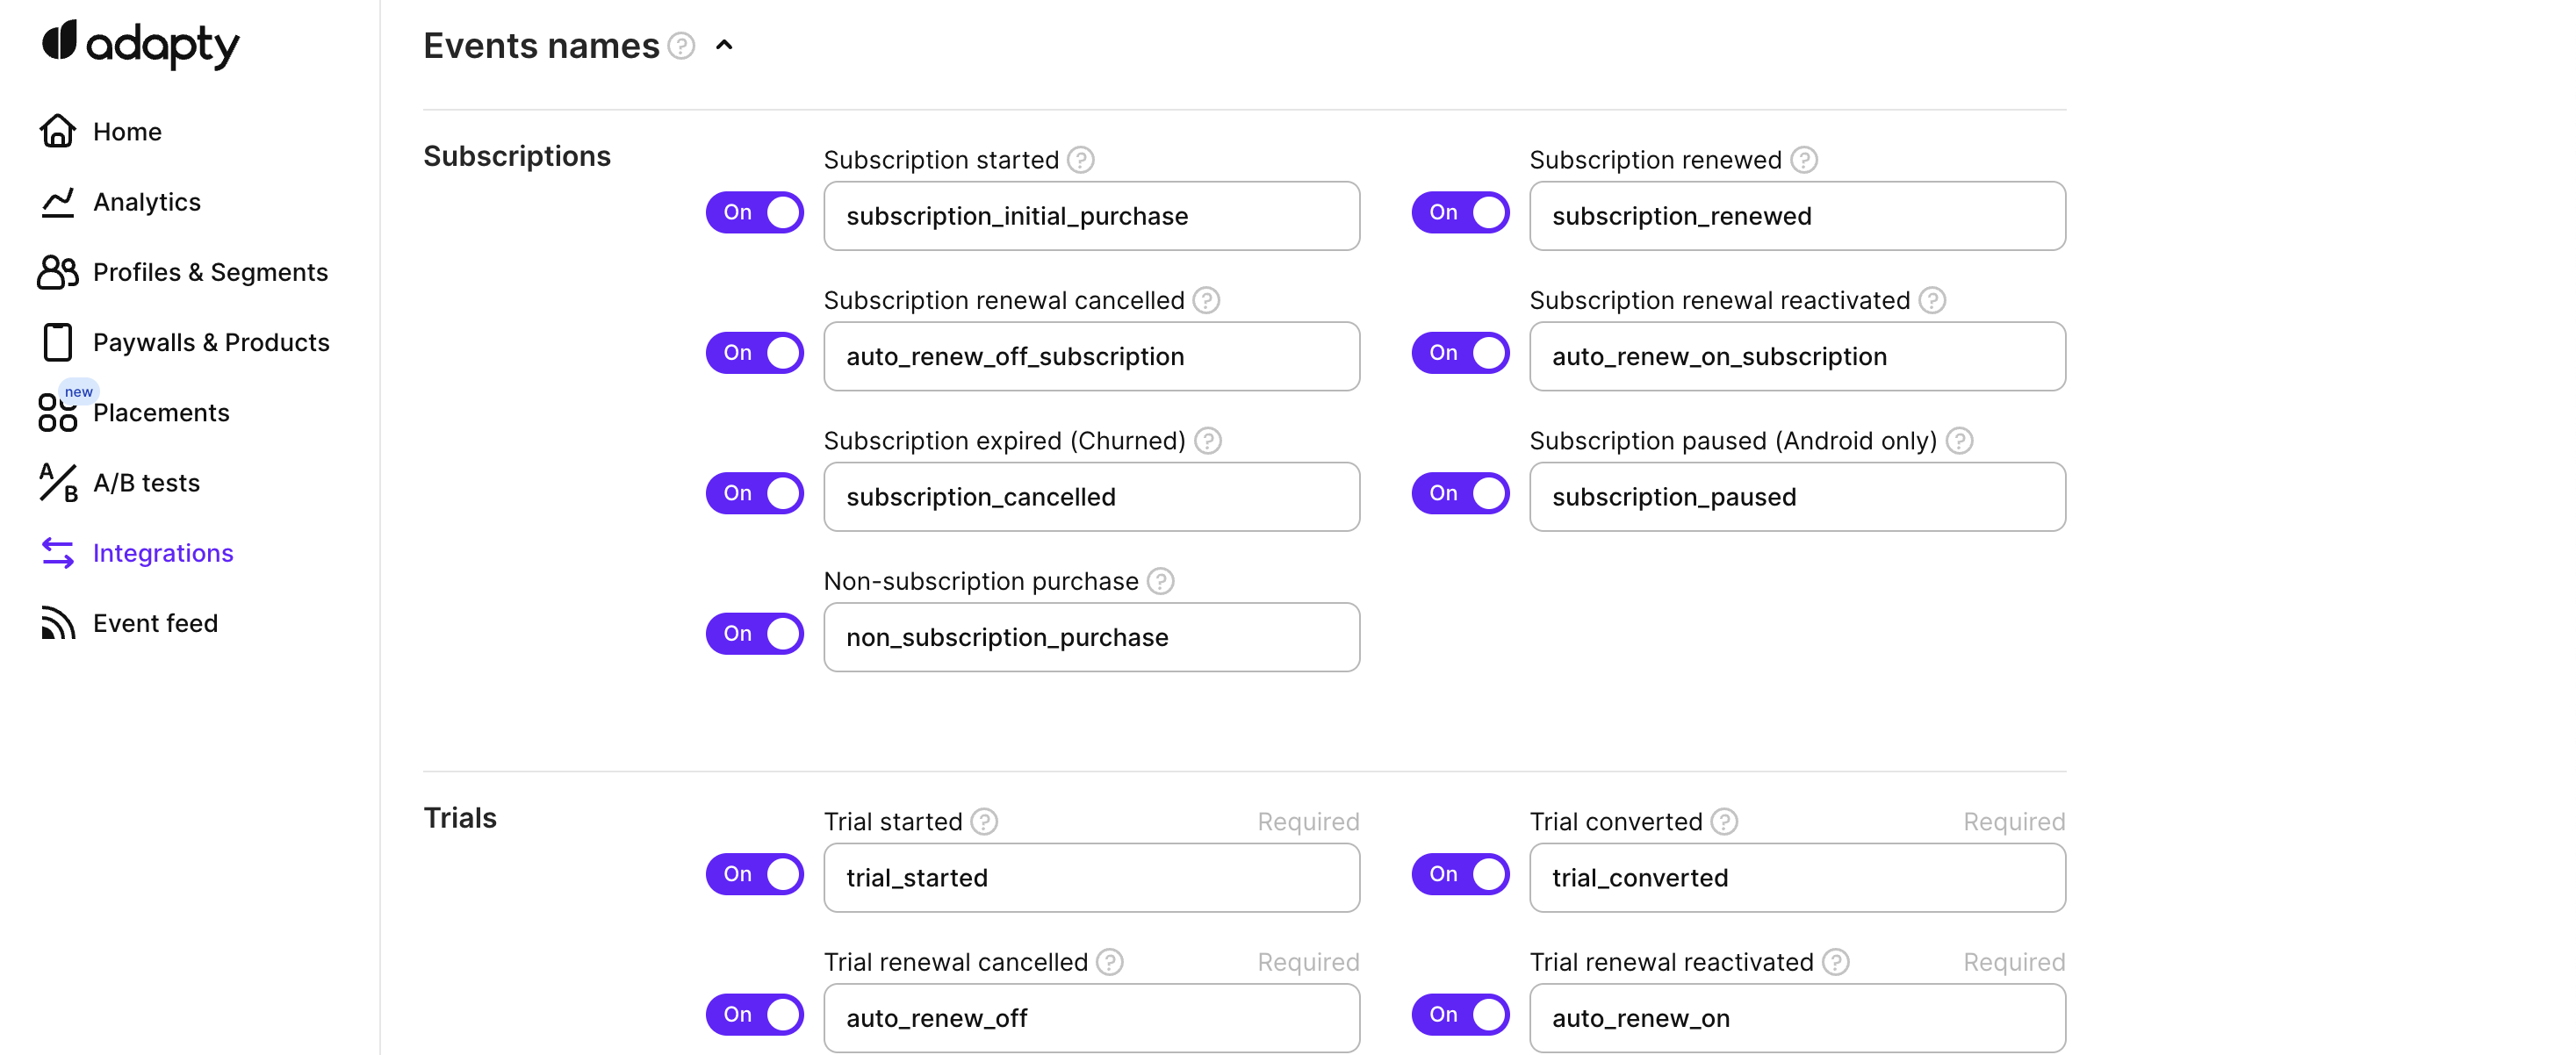 adapty
Home
Analytics
Profiles & Segments
Paywalls & Products
new
Placements
A/B
A/B tests
Integrations
Event feed
Events names ?
Subscriptions
Subscription started ?
On
subscription_initial_purchase
Subscription renewed ?
On
subscription_renewed
Subscription renewal cancelled ?
On
auto_renew_off_subscription
Subscription renewal reactivated ?
On
auto_renew_on_subscription
Subscription expired (Churned) ?
On
subscription_cancelled
Subscription paused (Android only) ?
On
subscription_paused
Non-subscription purchase ?
On
non_subscription_purchase
Trials
Trial started ? Required
On
trial_started
Trial converted ? Required
On
trial_converted
Trial renewal cancelled ? Required
On
auto_renew_off
Trial renewal reactivated ? Required
On
auto_renew_on